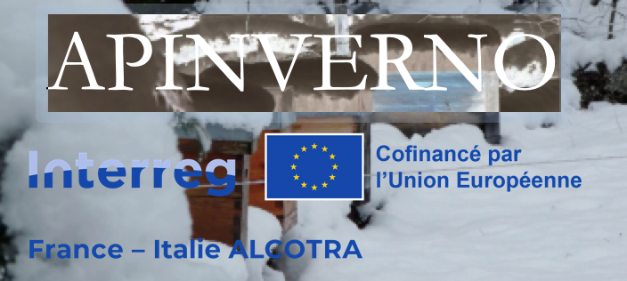 APINVERNO
Interreg
Cofinancé par
l'Union Européenne
France – Italie ALCOTRA